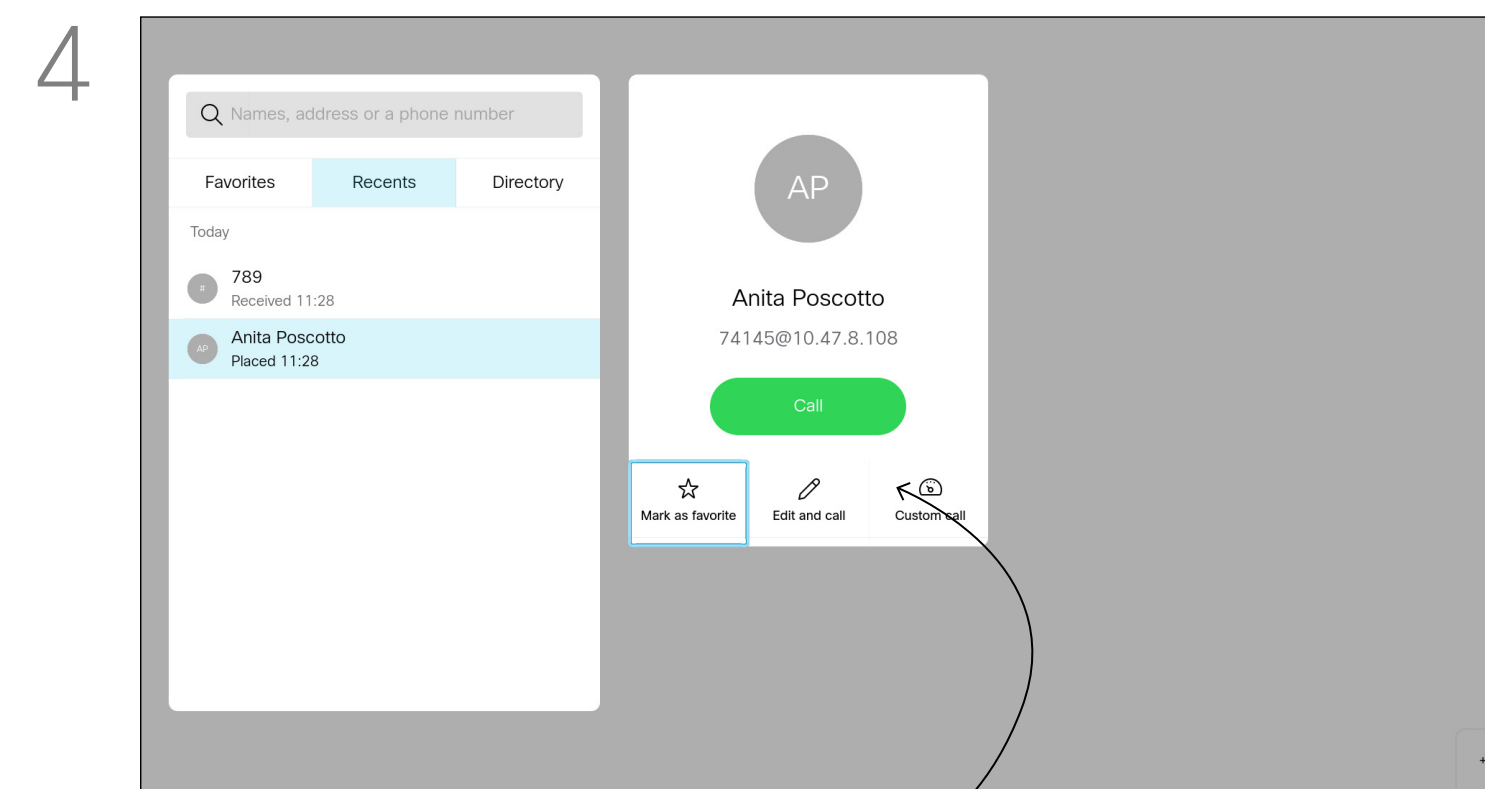 4
Names, address or a phone number
Favorites Recents Directory
Today
#
789
Received 11:28
AP
Anita Poscotto
Placed 11:28
AP
Anita Poscotto
74145@10.47.8.108
Call
Mark as favorite Edit and call Custom call
+